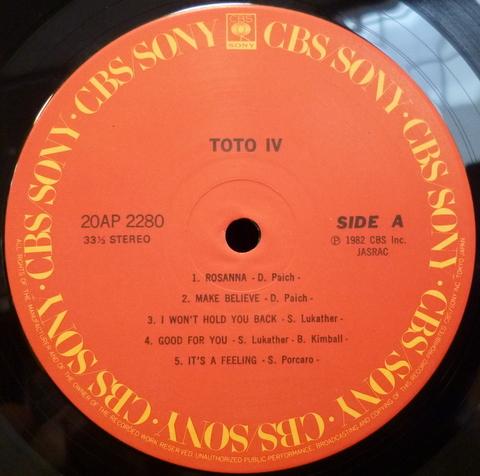 CBS/SONY · CBS/SONY · CBS/SONY · CBS/SONY · CBS/SONY · CBS/SONY · CBS/SONY
CBS
SONY
TOTO IV
20AP 2280
33⅓ STEREO
SIDE A
Ⓟ 1982 CBS Inc.
JASRAC
1. ROSANNA - D. Paich -
2. MAKE BELIEVE - D. Paich -
3. I WON'T HOLD YOU BACK - S. Lukather -
4. GOOD FOR YOU - S. Lukather - B. Kimball -
5. IT'S A FEELING - S. Porcaro -
ALL RIGHTS OF THE MANUFACTURER AND OF THE OWNER OF THE RECORDED WORK RESERVED. UNAUTHORIZED PUBLIC PERFORMANCE, BROADCASTING AND COPYING OF THIS RECORD PROHIBITED. CBS/SONY INC. TOKYO JAPAN